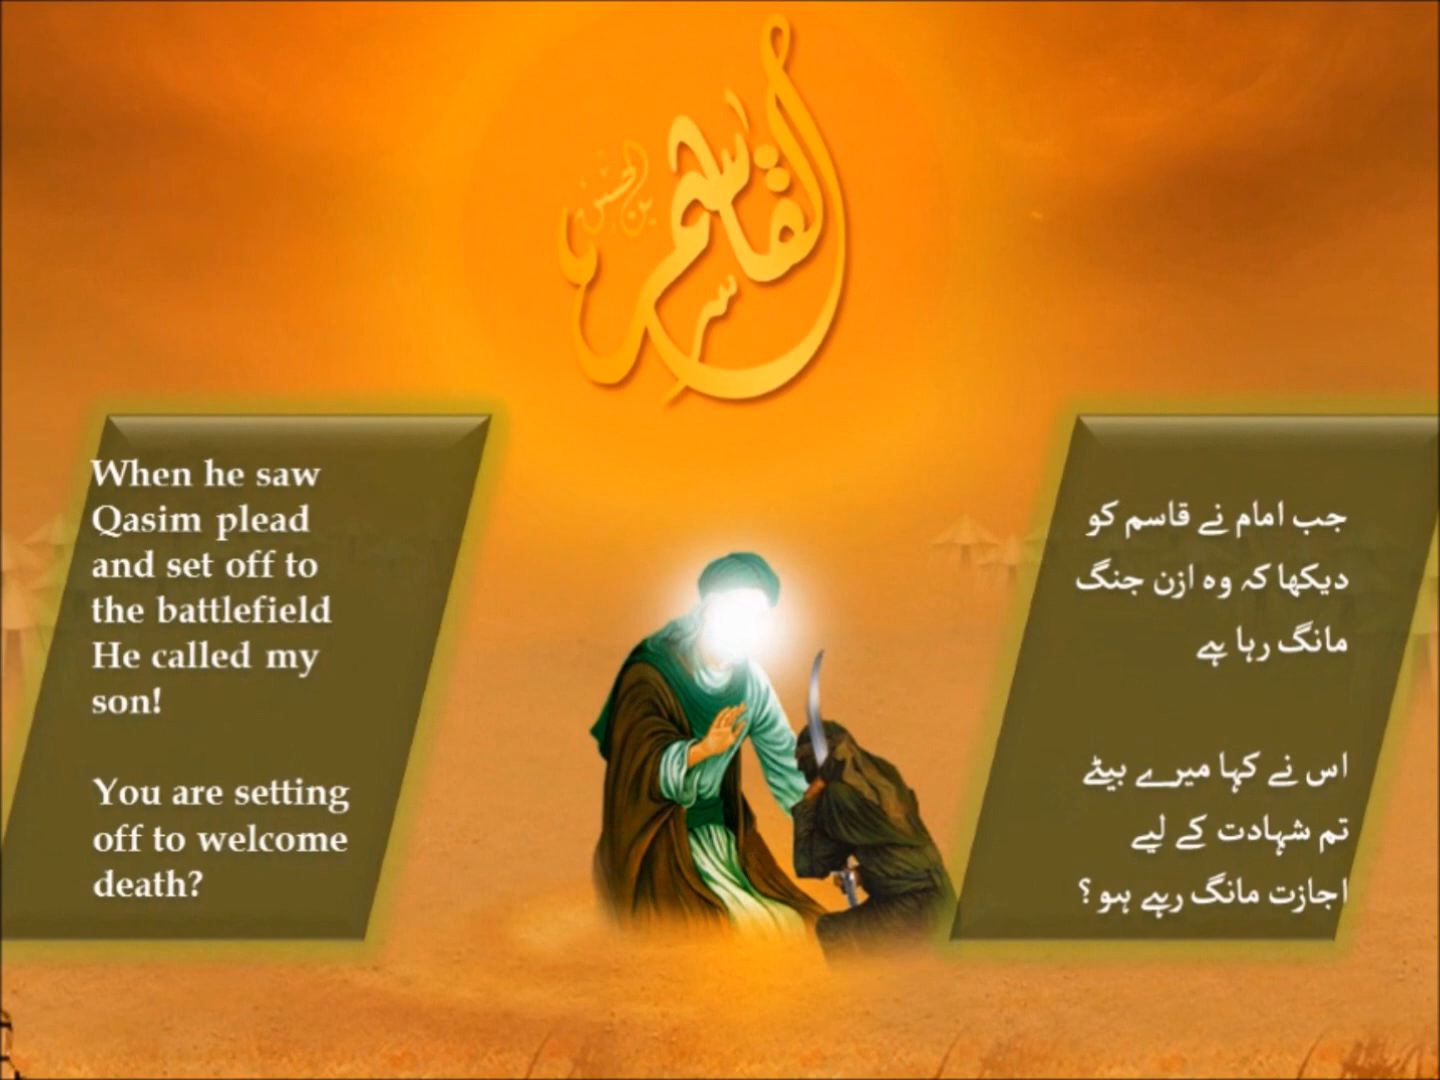 القاسم
بن الحسن
When he saw
Qasim plead
and set off to
the battlefield
He called my
son!
You are setting
off to welcome
death?
جب امام نے قاسم کو
دیکھا کہ وہ ازن جنگ
مانگ رہا ہے
اس نے کہا میرے بیٹے
تم شہادت کے لیے
اجازت مانگ رہے ہو ؟